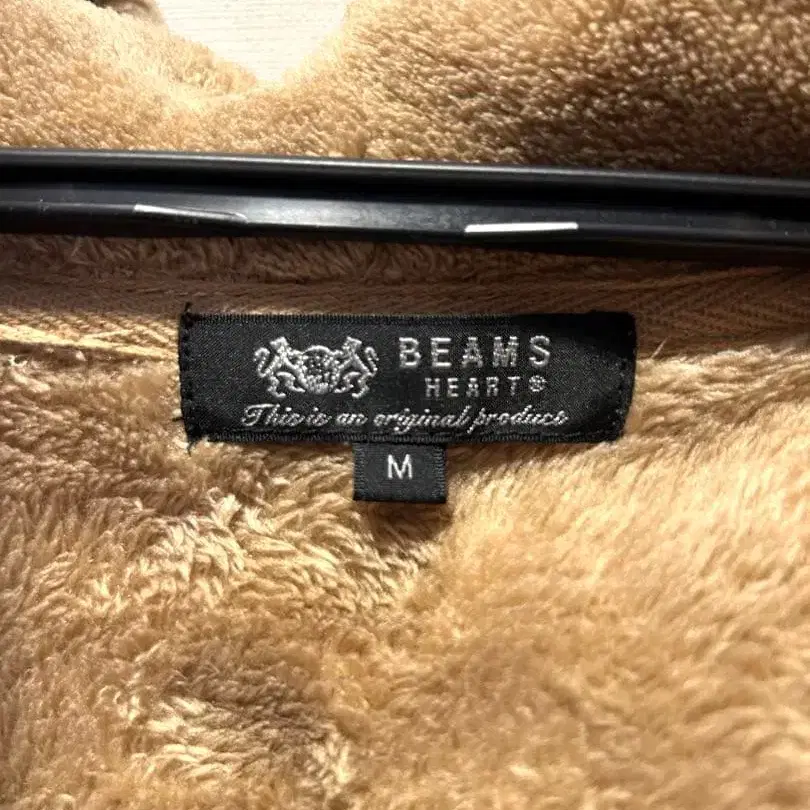 BEAMS
HEART®
This is an original product
M